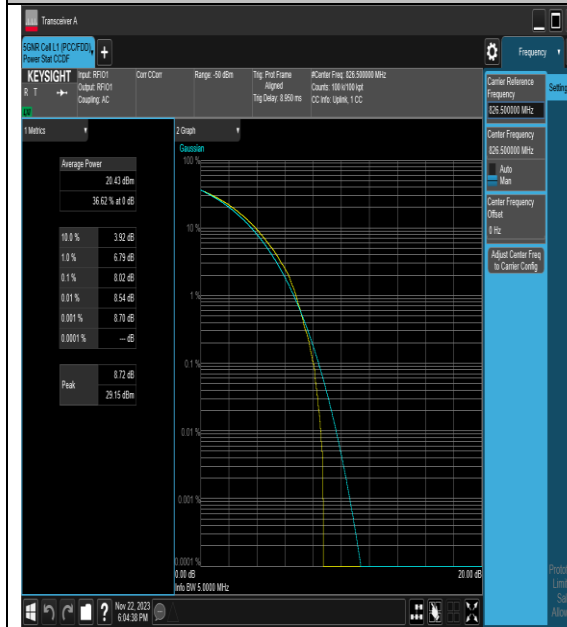 Transceiver A
5GNR Cell L1 (PCC/FDD),
Power Stat CCDF
+
Frequency
KEYSIGHT
R T
Input: RFIO1
Output: RFIO1
Coupling: AC
Corr CCorr
Range: -50 dBm
Trig: Prot Frame
Aligned
Trig Delay: 8.950 ms
#Center Freq: 826.500000 MHz
Counts: 100 k/100 kpt
CC Info: Uplink, 1 CC
Carrier Reference
Frequency
826.500000 MHz
Setting
Center Frequency
826.500000 MHz
Auto
Man
Center Frequency
Offset
0 Hz
Adjust Center Freq
to Carrier Config
1 Metrics
Average Power
20.43 dBm
36.62 % at 0 dB
10.0 % 3.92 dB
1.0 % 6.79 dB
0.1 % 8.02 dB
0.01 % 8.54 dB
0.001 % 8.70 dB
0.0001 % --- dB
Peak
8.72 dB
29.15 dBm
2 Graph
Gaussian
100 %
10 %
1 %
0.1 %
0.01 %
0.001 %
0.0001 %
0.00 dB
20.00 dB
Info BW 5.0000 MHz
Nov 22, 2023
6:04:38 PM
?